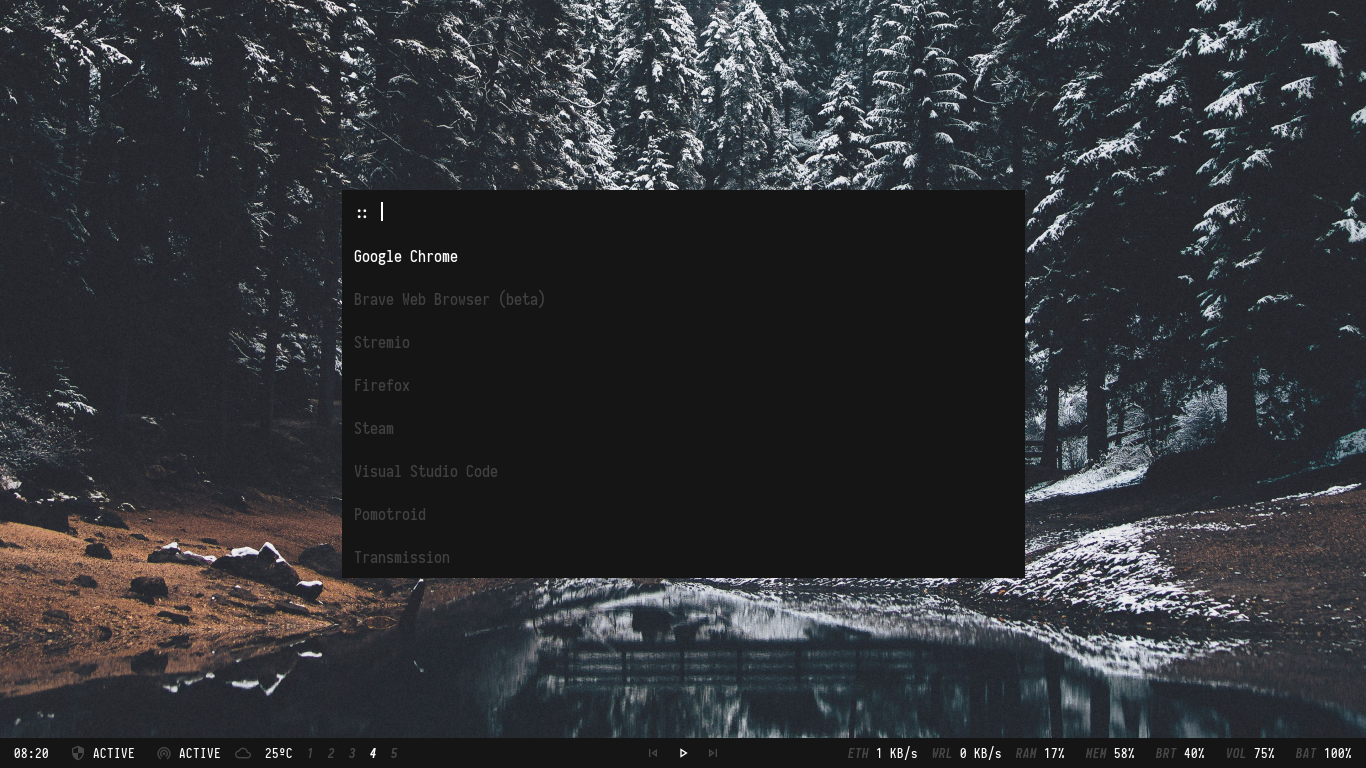 ::
Google Chrome
Brave Web Browser (beta)
Stremio
Firefox
Steam
Visual Studio Code
Pomotroid
Transmission
08:20 ACTIVE ACTIVE 25ºC 1 2 3 4 5 ETH 1 KB/s WRL 0 KB/s RAM 17% MEM 58% BRT 40% VOL 75% BAT 100%